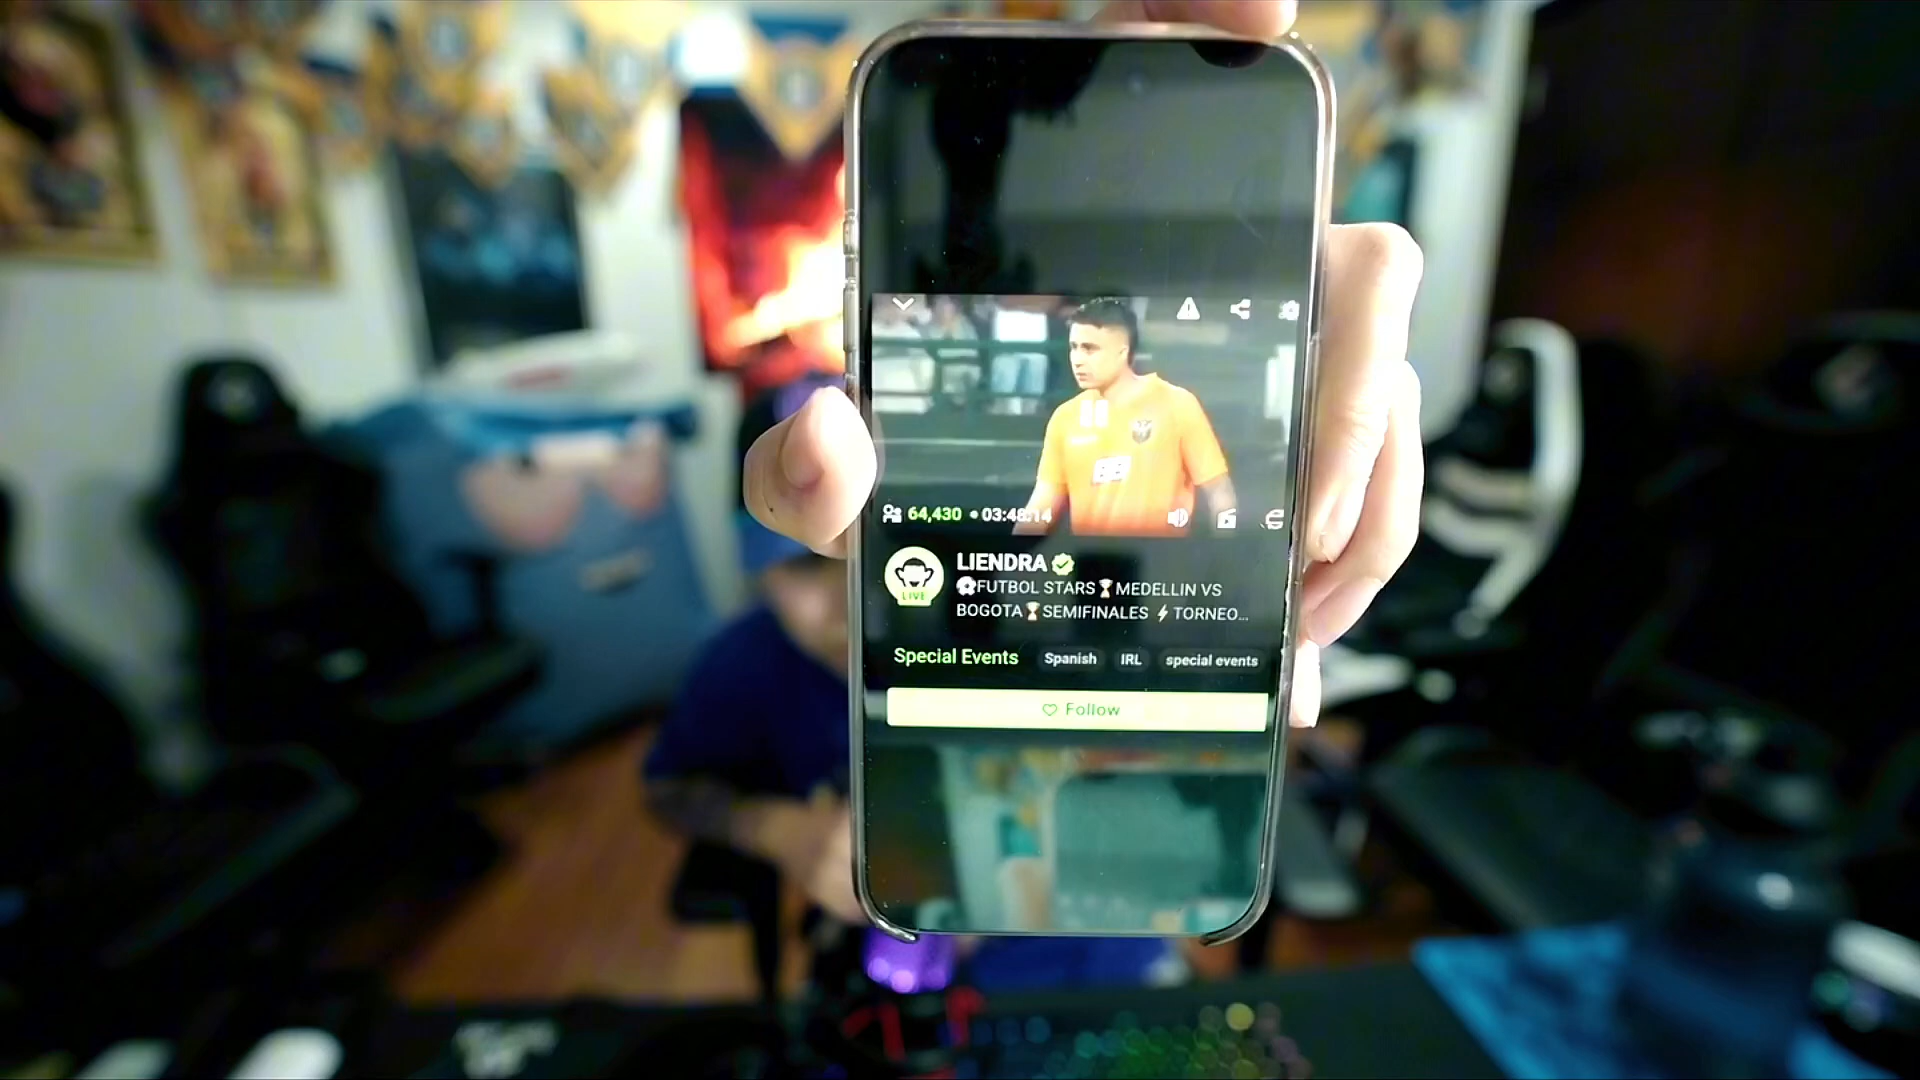 64,430 • 03:48:14
LIENDRA
LIVE
⚽FUTBOL STARS🏆MEDELLIN VS
BOGOTA🏆SEMIFINALES ⚡TORNEO...
Special Events Spanish IRL special events
Follow